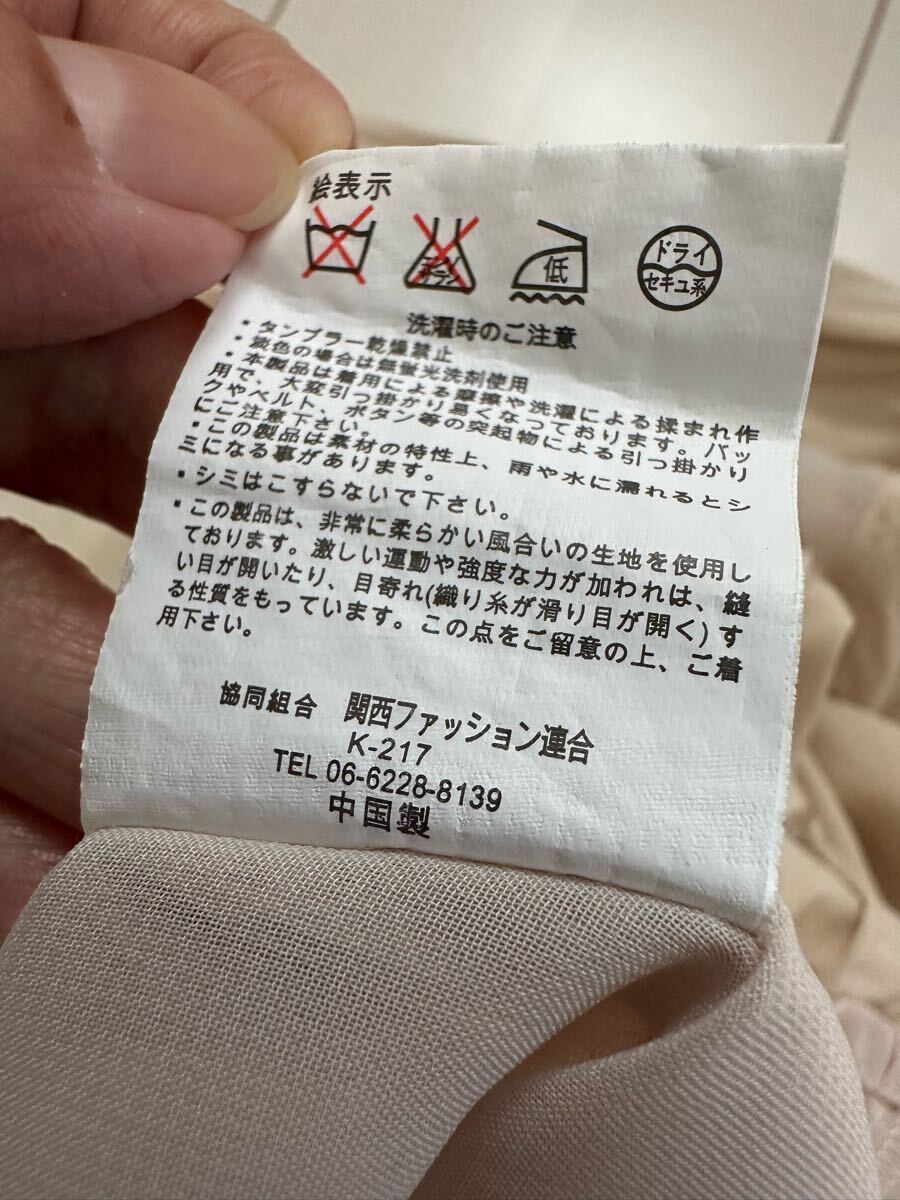 絵表示
低
ドライ
セキユ系
洗濯時のご注意
・タンブラー乾燥禁止
・淡色の場合は無蛍光洗剤使用
・本製品は着用による摩擦や洗濯による揉まれ作
用で、大変引っ掛かり易くなっております。バッ
クやベルト、ボタン等の突起物による引っ掛かり
にご注意下さい。
・この製品は素材の特性上、雨や水に濡れるとシ
ミになる事があります。
・シミはこすらないで下さい。
・この製品は、非常に柔らかい風合いの生地を使用し
ております。激しい運動や強度な力が加われは、縫
い目が開いたり、目寄れ(織り糸が滑り目が開く)す
る性質をもっています。この点をご留意の上、ご着
用下さい。
協同組合 関西ファッション連合
K-217
TEL 06-6228-8139
中国製